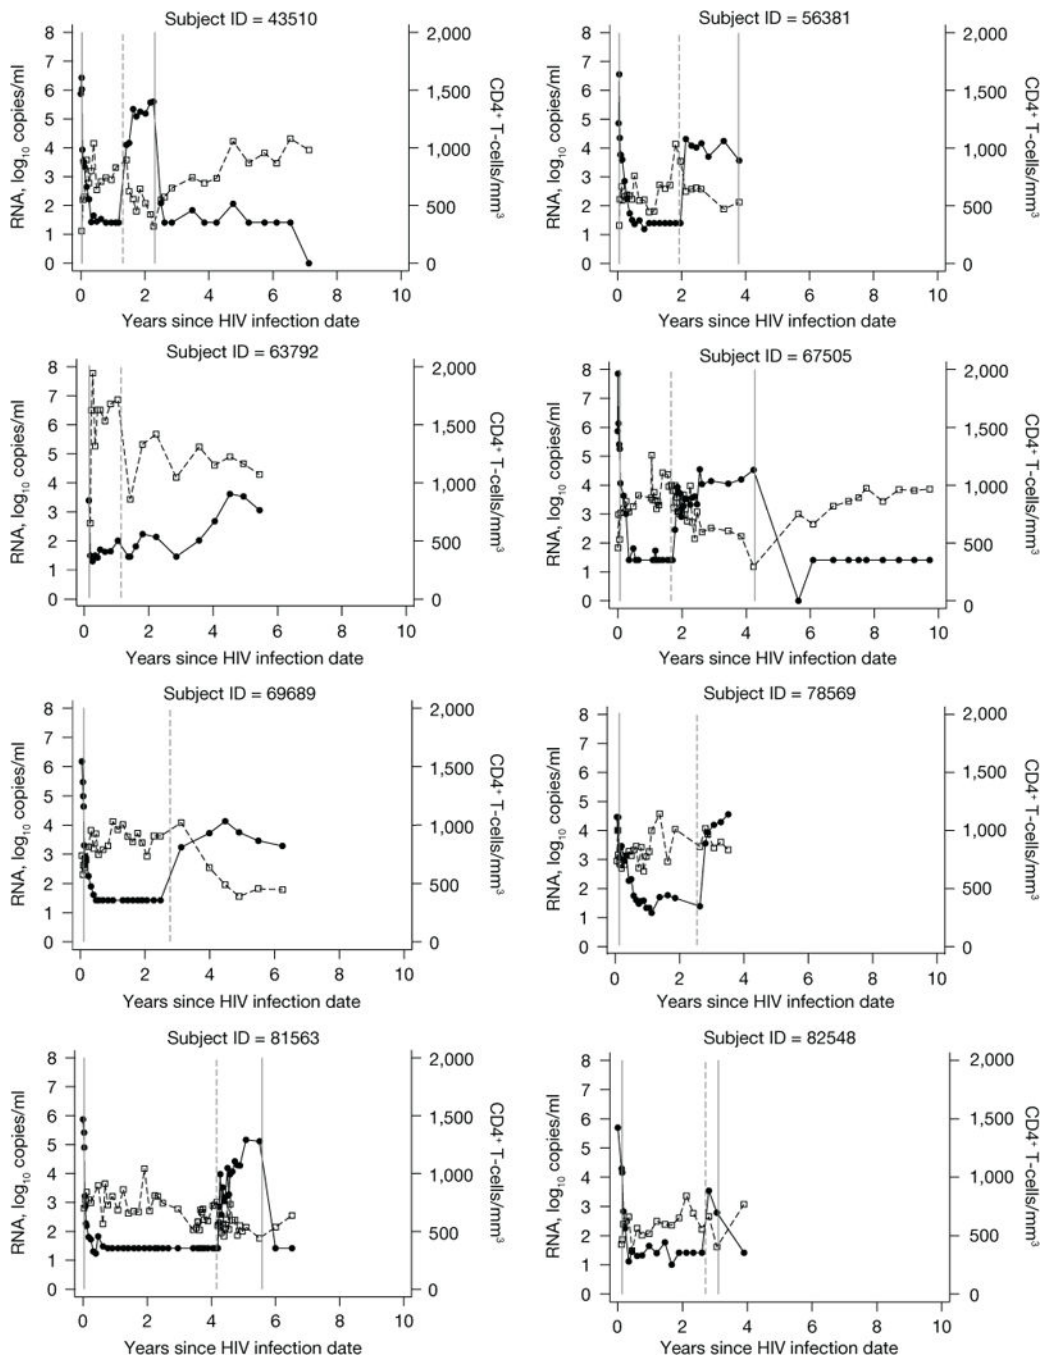 Subject ID = 43510
RNA, log10 copies/ml
8
7
6
5
4
3
2
1
0
2,000
1,500
1,000
500
0
CD4+ T-cells/mm3
0 2 4 6 8 10
Years since HIV infection date
Subject ID = 56381
RNA, log10 copies/ml
8
7
6
5
4
3
2
1
0
2,000
1,500
1,000
500
0
CD4+ T-cells/mm3
0 2 4 6 8 10
Years since HIV infection date
Subject ID = 63792
RNA, log10 copies/ml
8
7
6
5
4
3
2
1
0
2,000
1,500
1,000
500
0
CD4+ T-cells/mm3
0 2 4 6 8 10
Years since HIV infection date
Subject ID = 67505
RNA, log10 copies/ml
8
7
6
5
4
3
2
1
0
2,000
1,500
1,000
500
0
CD4+ T-cells/mm3
0 2 4 6 8 10
Years since HIV infection date
Subject ID = 69689
RNA, log10 copies/ml
8
7
6
5
4
3
2
1
0
2,000
1,500
1,000
500
0
CD4+ T-cells/mm3
0 2 4 6 8 10
Years since HIV infection date
Subject ID = 78569
RNA, log10 copies/ml
8
7
6
5
4
3
2
1
0
2,000
1,500
1,000
500
0
CD4+ T-cells/mm3
0 2 4 6 8 10
Years since HIV infection date
Subject ID = 81563
RNA, log10 copies/ml
8
7
6
5
4
3
2
1
0
2,000
1,500
1,000
500
0
CD4+ T-cells/mm3
0 2 4 6 8 10
Years since HIV infection date
Subject ID = 82548
RNA, log10 copies/ml
8
7
6
5
4
3
2
1
0
2,000
1,500
1,000
500
0
CD4+ T-cells/mm3
0 2 4 6 8 10
Years since HIV infection date